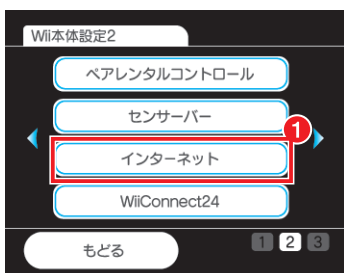 Wii本体設定2
ペアレンタルコントロール
センサーバー
1
インターネット
WiiConnect24
もどる
1 2 3